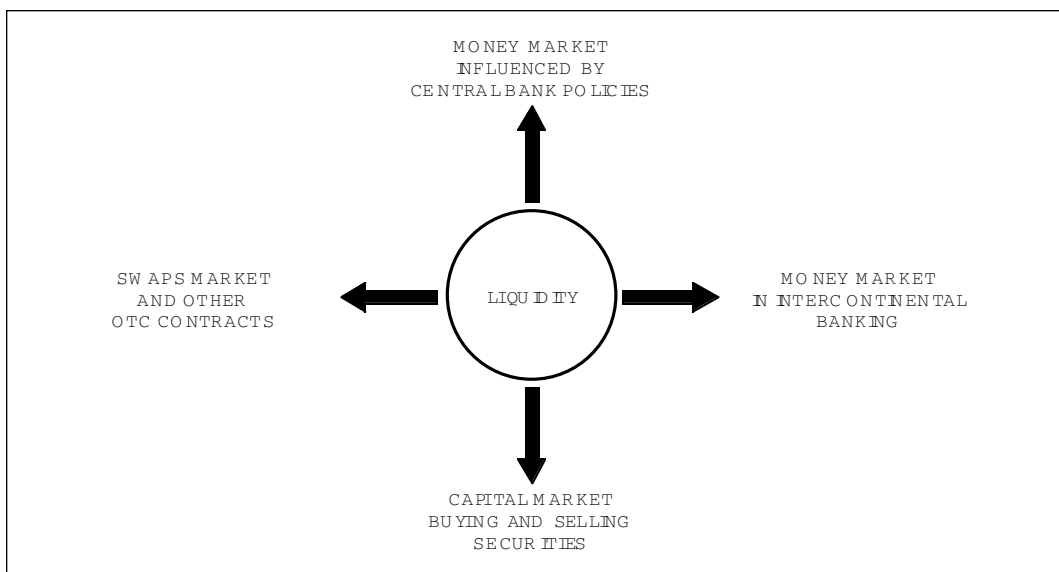 MONEY MARKET
INFLUENCED BY
CENTRAL BANK POLICIES
SWAPS MARKET
AND OTHER
OTC CONTRACTS
LIQUIDITY
MONEY MARKET
IN INTERCONTINENTAL
BANKING
CAPITAL MARKET
BUYING AND SELLING
SECURITIES